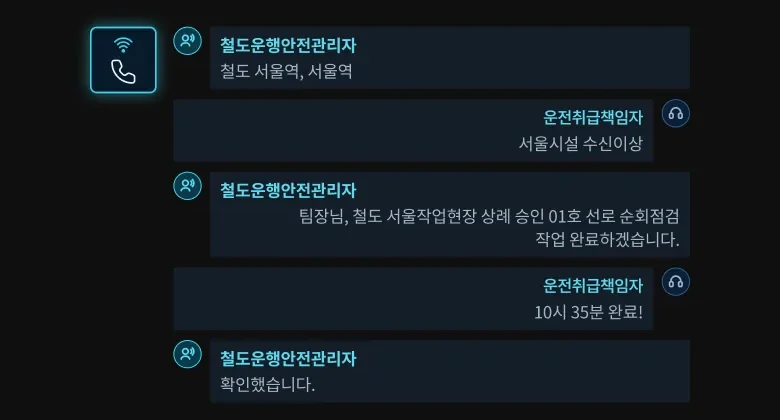 철도운행안전관리자
철도 서울역, 서울역
운전취급책임자
서울시설 수신이상
철도운행안전관리자
팀장님, 철도 서울작업현장 상례 승인 01호 선로 순회점검
작업 완료하겠습니다.
운전취급책임자
10시 35분 완료!
철도운행안전관리자
확인했습니다.